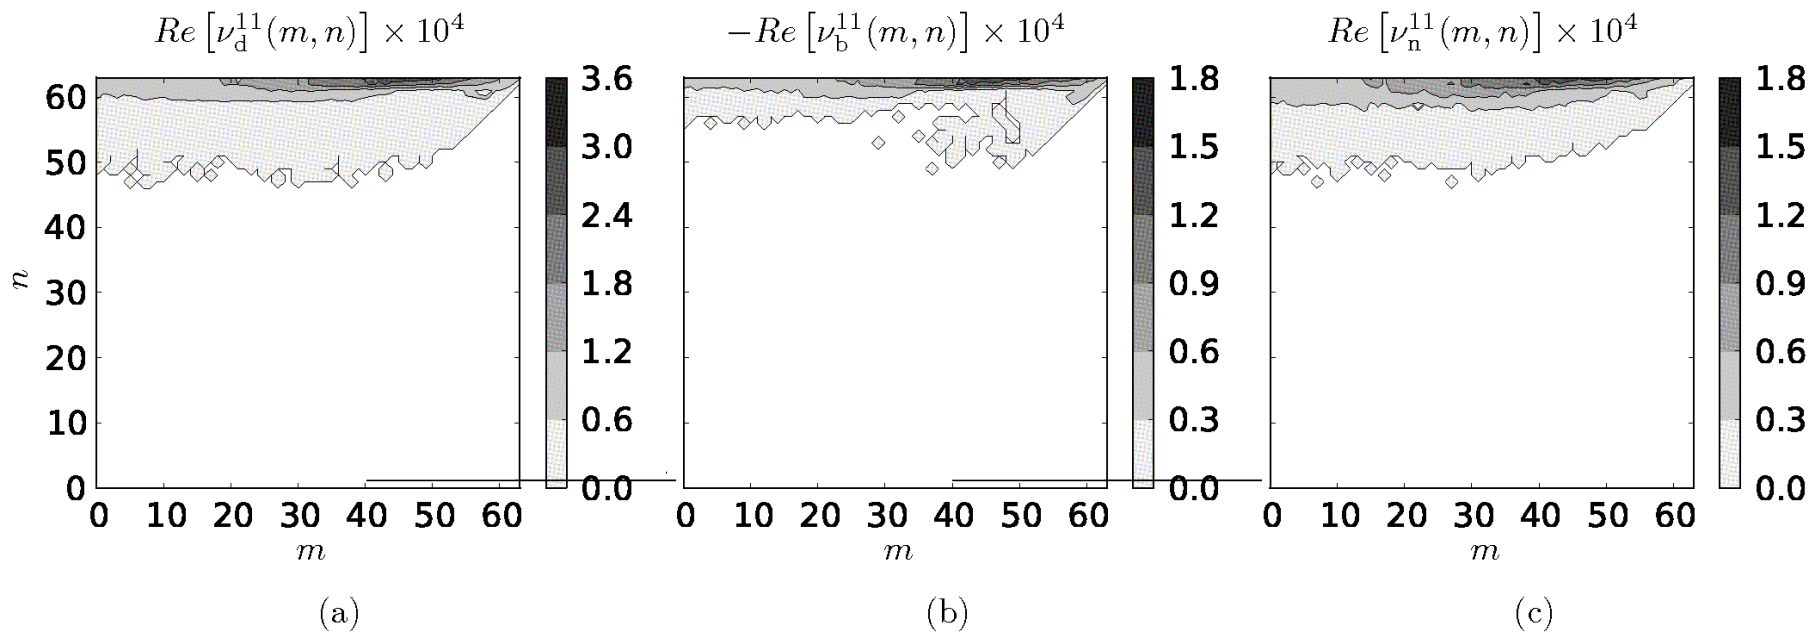 Re [ν_d^11(m, n)] × 10^4
−Re [ν_b^11(m, n)] × 10^4
Re [ν_n^11(m, n)] × 10^4
60
50
40
30
20
10
0
n
0 10 20 30 40 50 60
m
3.6
3.0
2.4
1.8
1.2
0.6
0.0
0 10 20 30 40 50 60
m
1.8
1.5
1.2
0.9
0.6
0.3
0.0
0 10 20 30 40 50 60
m
1.8
1.5
1.2
0.9
0.6
0.3
0.0
(a)
(b)
(c)